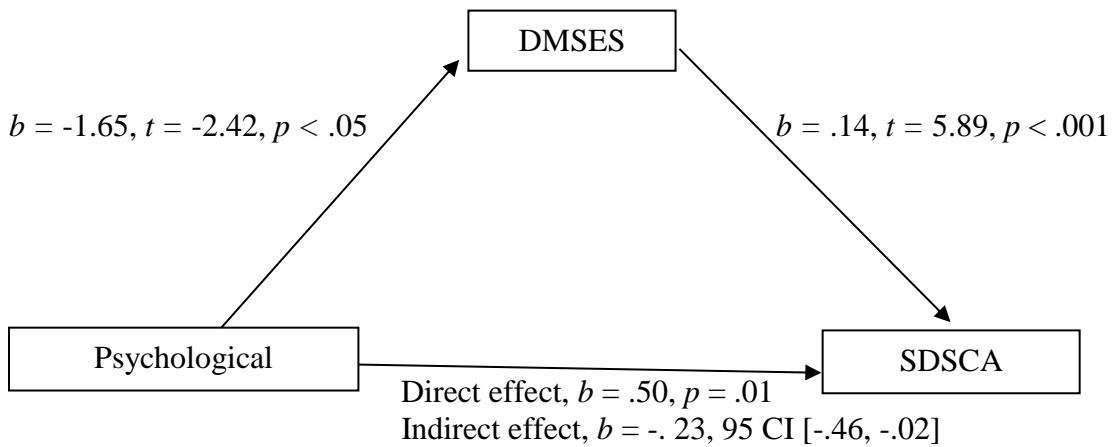 DMSES
b = -1.65, t = -2.42, p < .05
b = .14, t = 5.89, p < .001
Psychological
SDSCA
Direct effect, b = .50, p = .01
Indirect effect, b = -. 23, 95 CI [-.46, -.02]